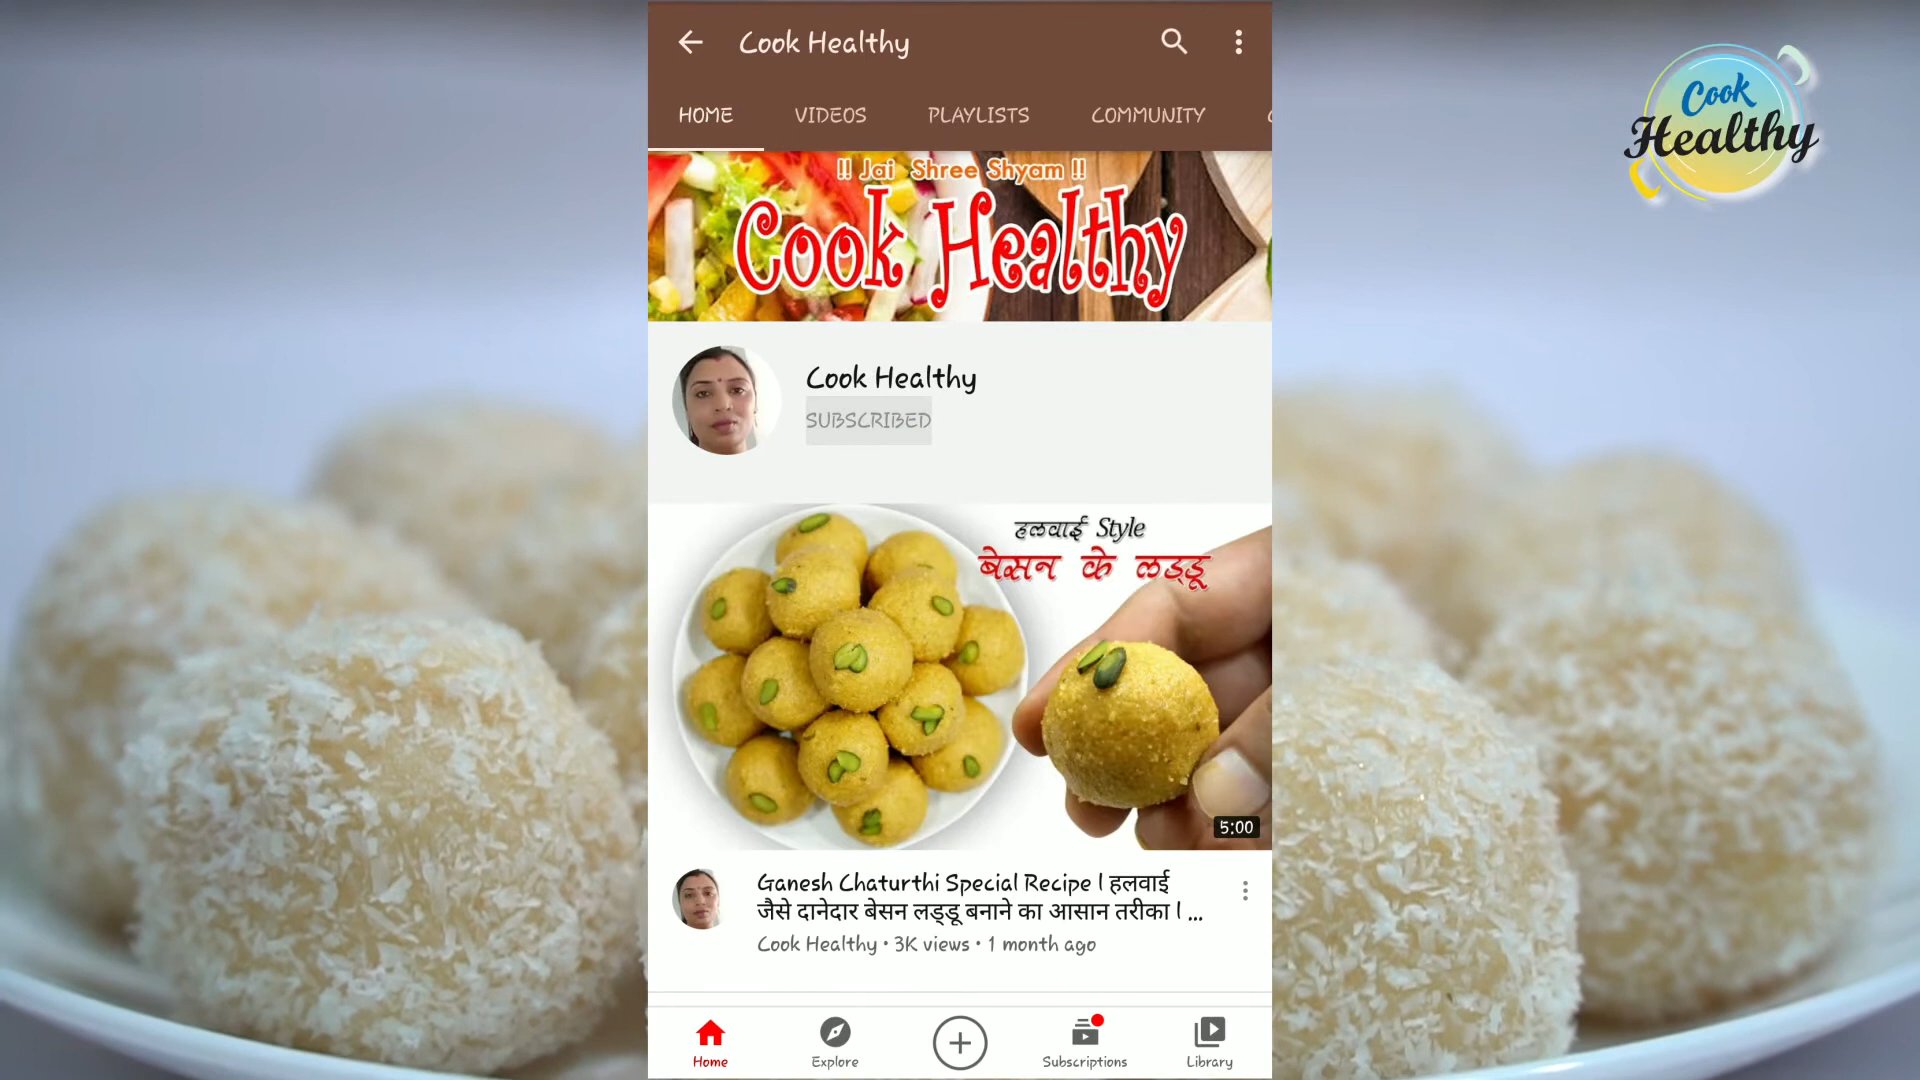 Cook Healthy
HOME VIDEOS PLAYLISTS COMMUNITY
!! Jai Shree Shyam !!
Cook Healthy
Cook Healthy
SUBSCRIBED
हलवाई Style
बेसन के लड्डू
5:00
Ganesh Chaturthi Special Recipe l हलवाई
जैसे दानेदार बेसन लड्डू बनाने का आसान तरीका l ...
Cook Healthy • 3K views • 1 month ago
Home Explore Subscriptions Library
Cook
Healthy